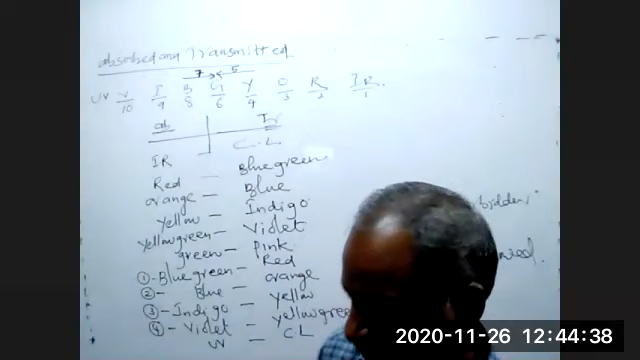 absorbed and Transmitted
7 5
UV V/10 I/9 B/8 G/6 Y/4 O/3 R/2 IR/1
ab Tr
IR — C.L
Red — Bluegreen
orange — Blue
Yellow — Indigo
Yellowgreen — Violet
green — Pink
① - Bluegreen — Red
② - Blue — orange
③ - Indigo — Yellow
④ - Violet — Yellowgreen
UV — CL
2020-11-26 12:44:38